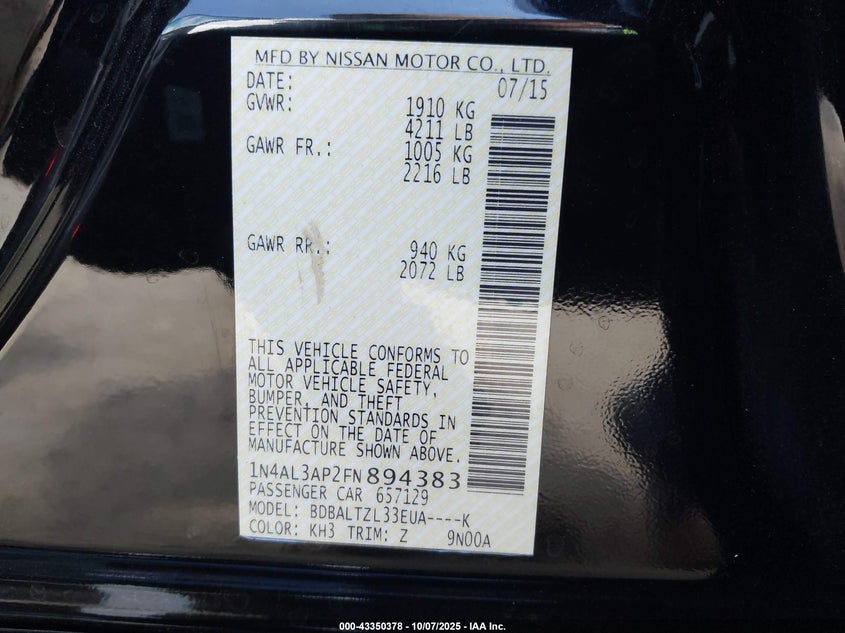 MFD BY NISSAN MOTOR CO., LTD.
DATE: 07/15
GVWR: 1910 KG
4211 LB
GAWR FR.: 1005 KG
2216 LB
GAWR RR.: 940 KG
2072 LB
THIS VEHICLE CONFORMS TO
ALL APPLICABLE FEDERAL
MOTOR VEHICLE SAFETY,
BUMPER, AND THEFT
PREVENTION STANDARDS IN
EFFECT ON THE DATE OF
MANUFACTURE SHOWN ABOVE.
1N4AL3AP2FN894383
PASSENGER CAR 657129
MODEL: BDBALTZL33EUA----K
COLOR: KH3 TRIM: Z 9N00A
000-43350378 - 10/07/2025 - IAA Inc.